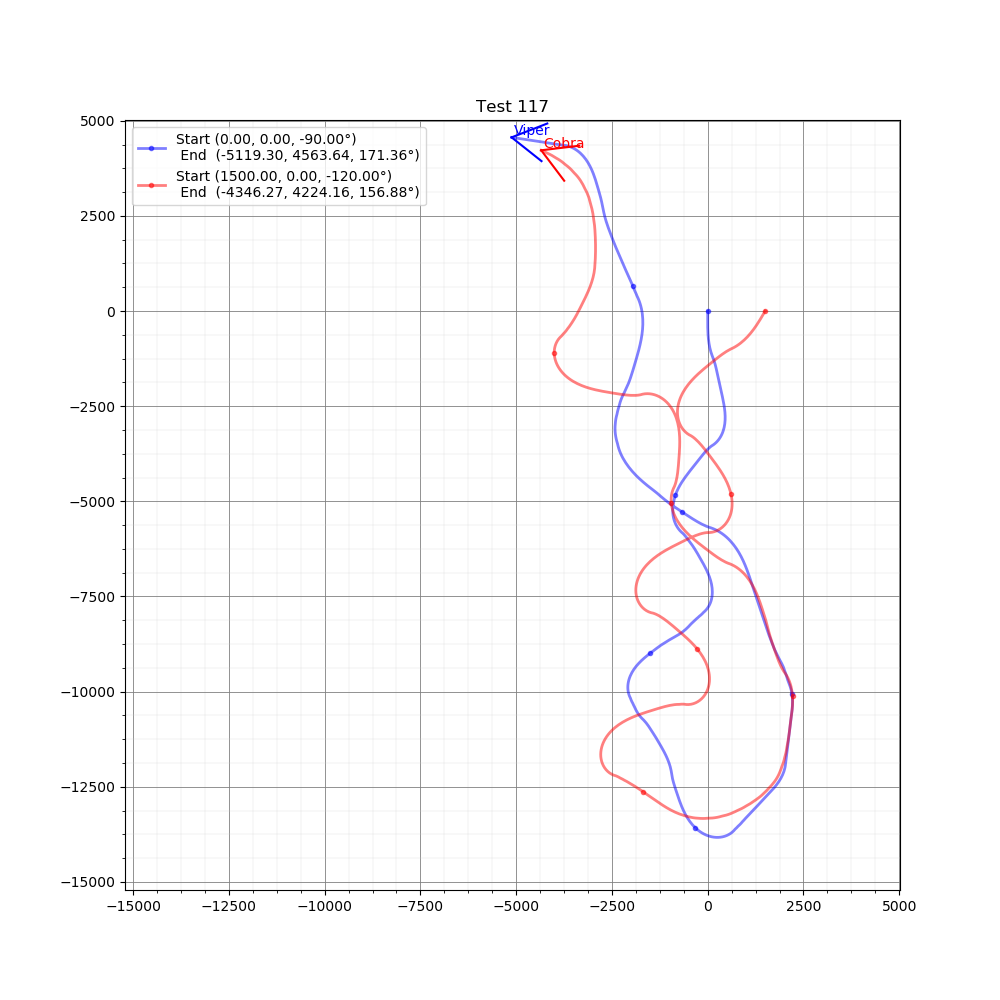 Test 117
Start (0.00, 0.00, -90.00°)
End  (-5119.30, 4563.64, 171.36°)
Start (1500.00, 0.00, -120.00°)
End  (-4346.27, 4224.16, 156.88°)
Viper
Cobra
5000
2500
0
−2500
−5000
−7500
−10000
−12500
−15000
−15000 −12500 −10000 −7500 −5000 −2500 0 2500 5000